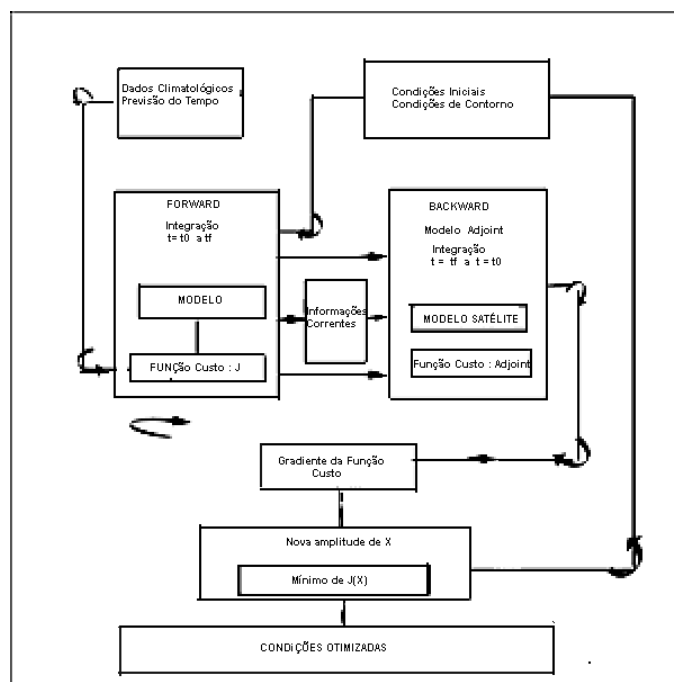 Dados Climatológicos
Previsão do Tempo
Condições Iniciais
Condições de Contorno
FORWARD
Integração
t= t0 a tf
MODELO
FUNÇão Custo : J
Informações
Correntes
BACKWARD
Modelo Adjoint
Integração
t = tf a t = t0
MODELO SATÉLITE
Função Custo : Adjoint
Gradiente da Função
Custo
Nova amplitude de X
Mínimo de J(X)
CONDIÇÕES OTIMIZADAS